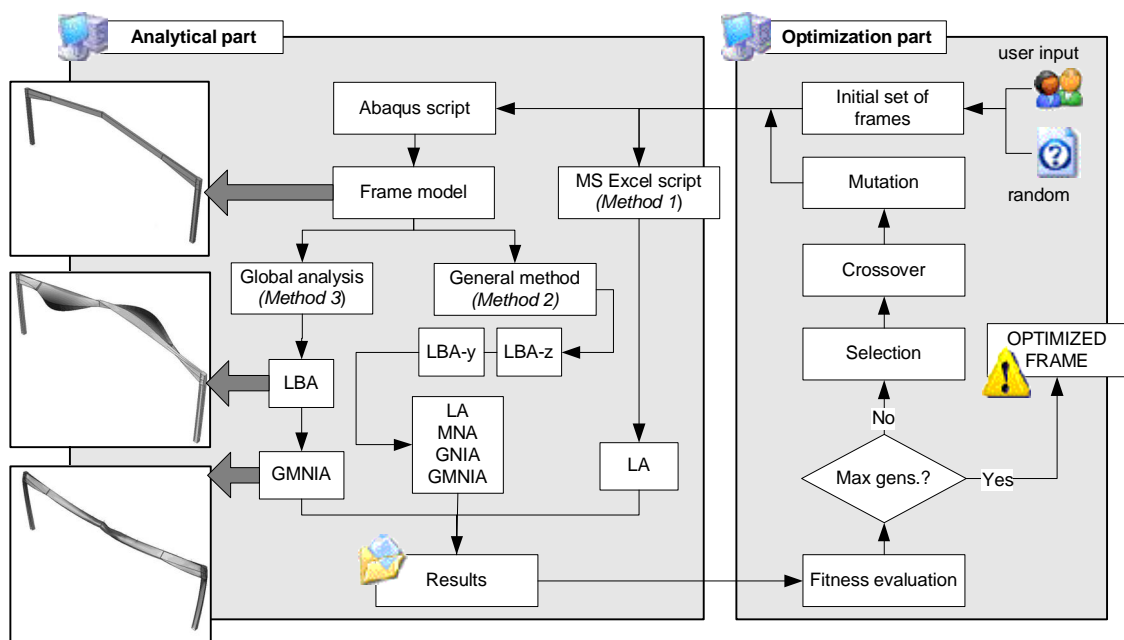 Analytical part
Optimization part
user input
Abaqus script
Initial set of
frames
random
Frame model
MS Excel script
(Method 1)
Mutation
Global analysis
(Method 3)
General method
(Method 2)
Crossover
LBA-y
LBA-z
Selection
OPTIMIZED
FRAME
LBA
LA
MNA
GNIA
GMNIA
No
GMNIA
LA
Max gens.?
Yes
Results
Fitness evaluation